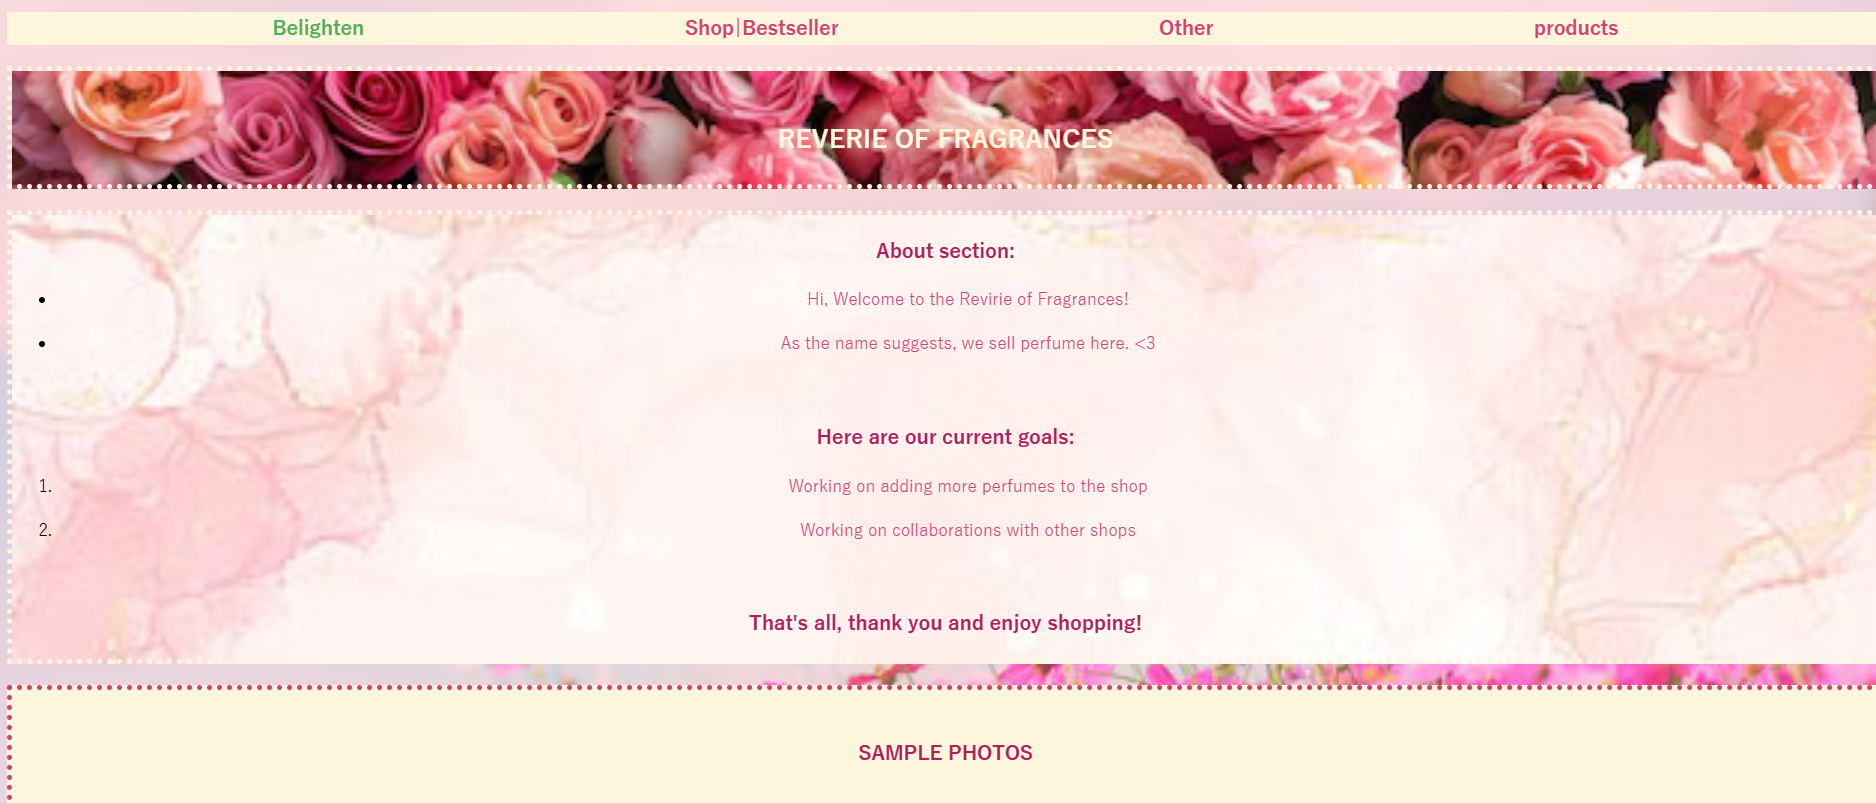 Belighten Shop|Bestseller Other products
REVERIE OF FRAGRANCES
About section:
• Hi, Welcome to the Revirie of Fragrances!
• As the name suggests, we sell perfume here. <3
Here are our current goals:
1. Working on adding more perfumes to the shop
2. Working on collaborations with other shops
That's all, thank you and enjoy shopping!
SAMPLE PHOTOS